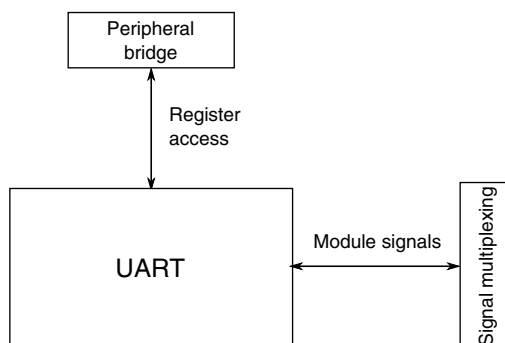 Peripheral
bridge
Register
access
UART
Module signals
Signal multiplexing